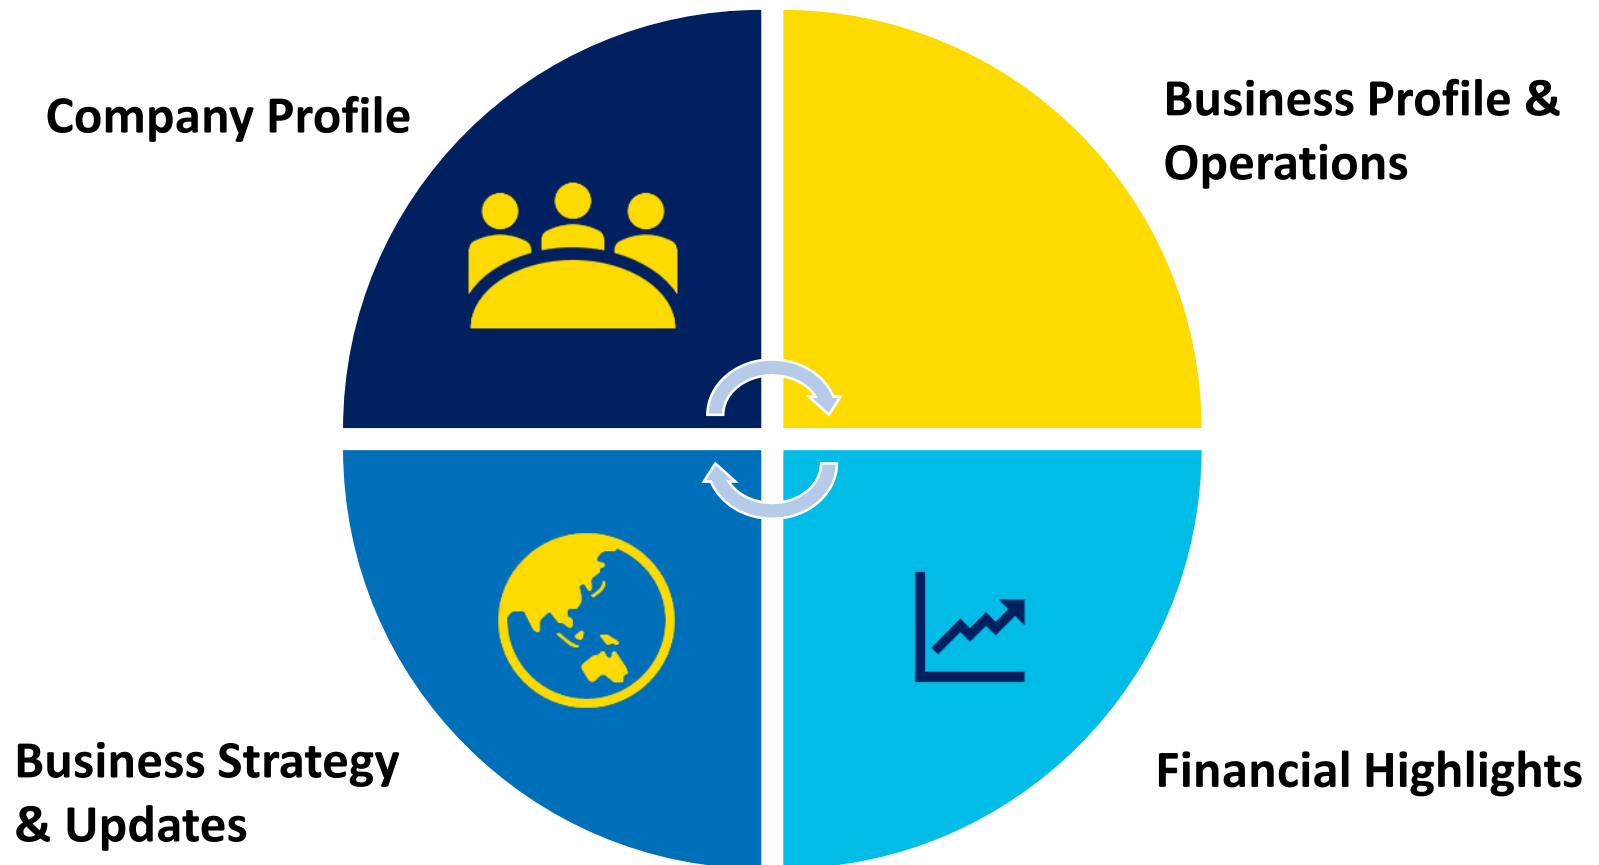 Company Profile
Business Profile &
Operations
Business Strategy
& Updates
Financial Highlights